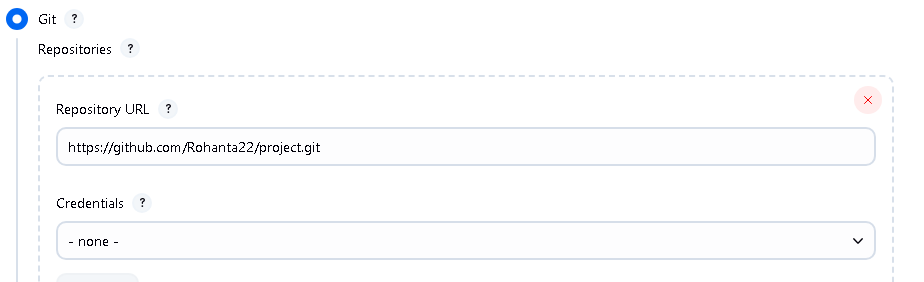 Git ?
Repositories ?
Repository URL ?
https://github.com/Rohanta22/project.git
Credentials ?
- none -